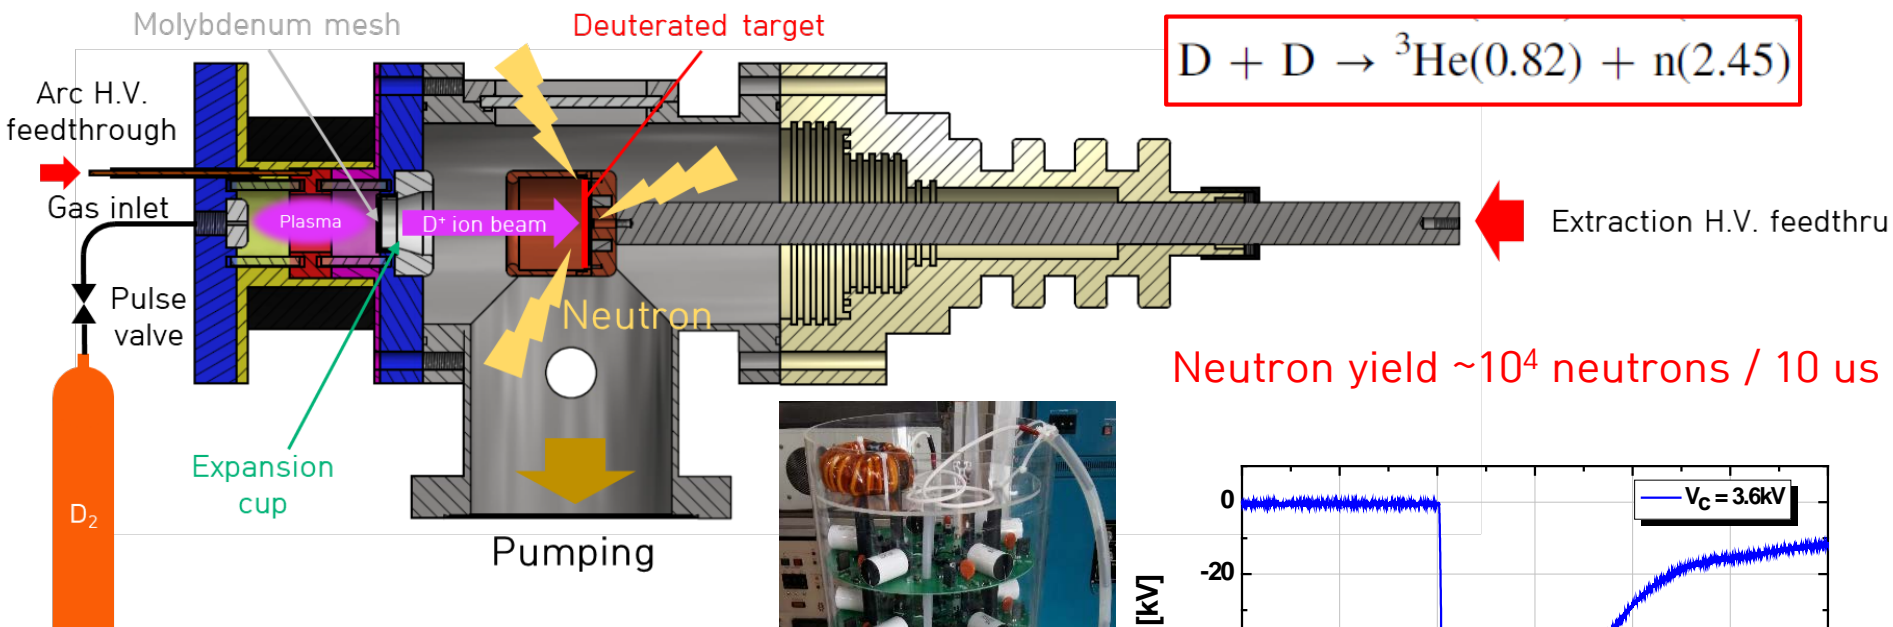 Molybdenum mesh
Deuterated target
D + D → ³He(0.82) + n(2.45)
Arc H.V.
feedthrough
Gas inlet
Plasma
D⁺ ion beam
Extraction H.V. feedthru
Pulse
valve
Neutron
Neutron yield ~10⁴ neutrons / 10 us
Expansion
cup
D₂
Pumping
0
V_C = 3.6kV
-20
[kV]